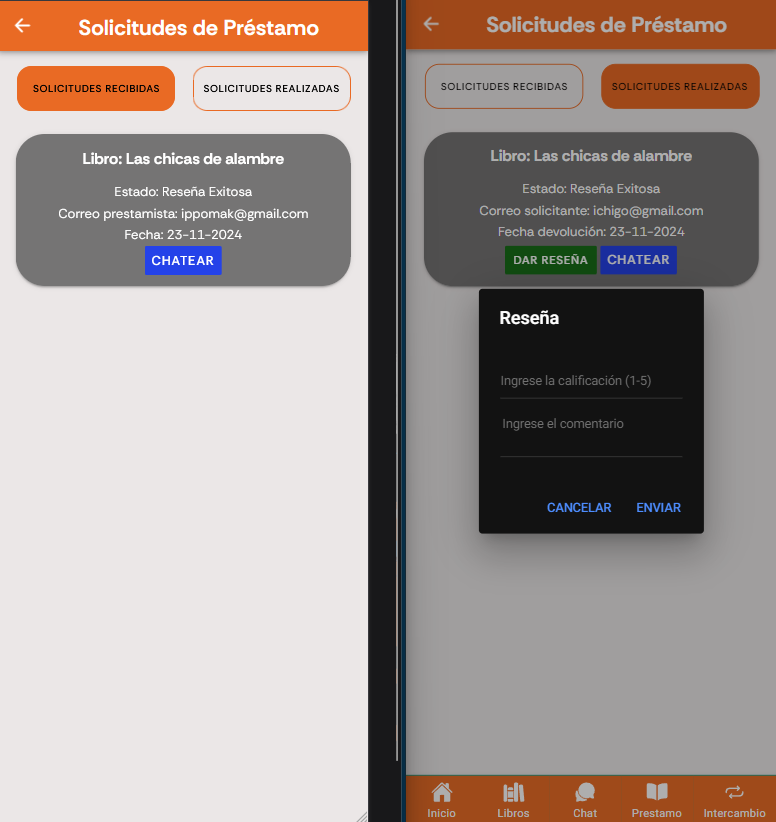 Solicitudes de Préstamo
SOLICITUDES RECIBIDAS
SOLICITUDES REALIZADAS
Libro: Las chicas de alambre
Estado: Reseña Exitosa
Correo prestamista: ippomak@gmail.com
Fecha: 23-11-2024
CHATEAR
Solicitudes de Préstamo
SOLICITUDES RECIBIDAS
SOLICITUDES REALIZADAS
Libro: Las chicas de alambre
Estado: Reseña Exitosa
Correo solicitante: ichigo@gmail.com
Fecha devolución: 23-11-2024
DAR RESEÑA
CHATEAR
Reseña
Ingrese la calificación (1-5)
Ingrese el comentario
CANCELAR
ENVIAR
Inicio
Libros
Chat
Prestamo
Intercambio